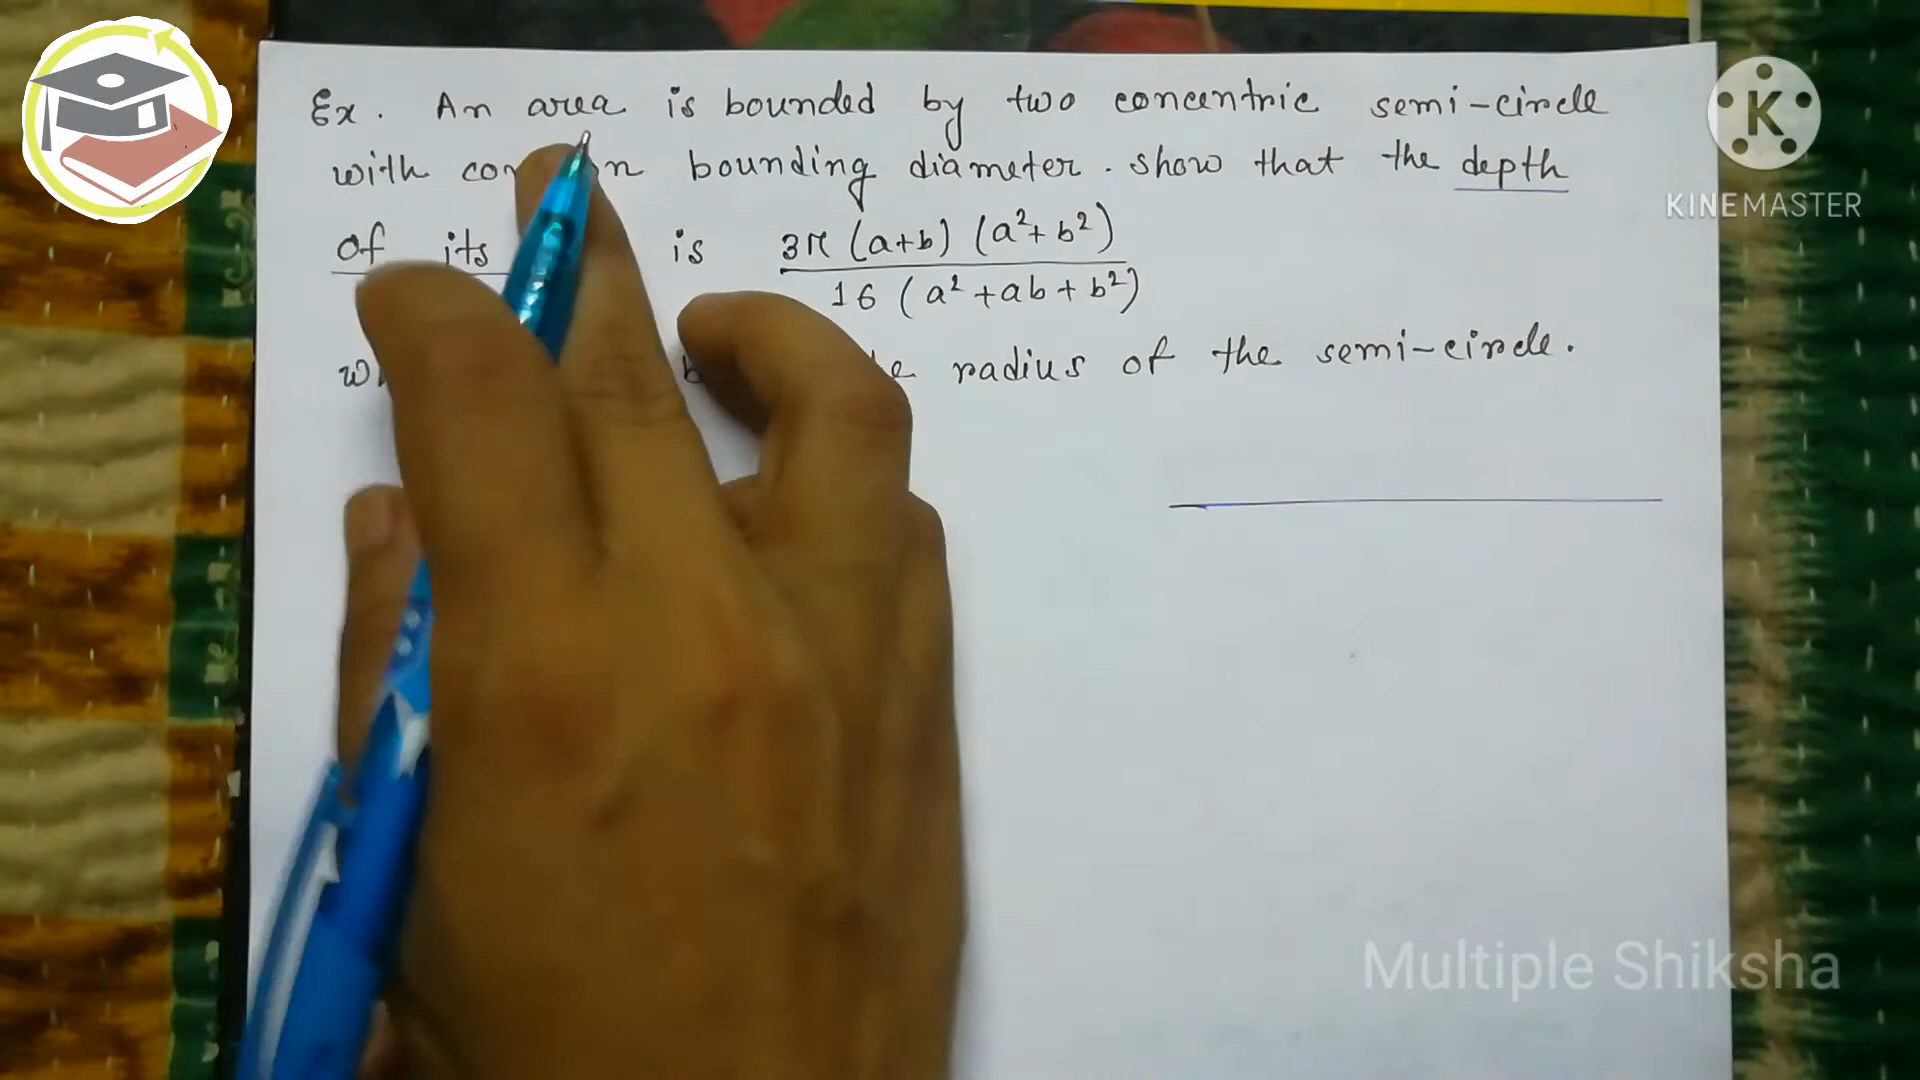 Ex. An area is bounded by two concentric semi-circle
with bounding diameter. show that the depth
of its is 3π (a+b) (a²+b²)
16 (a²+ab+b²)
radius of the semi-circle.
K
KINEMASTER
Multiple Shiksha